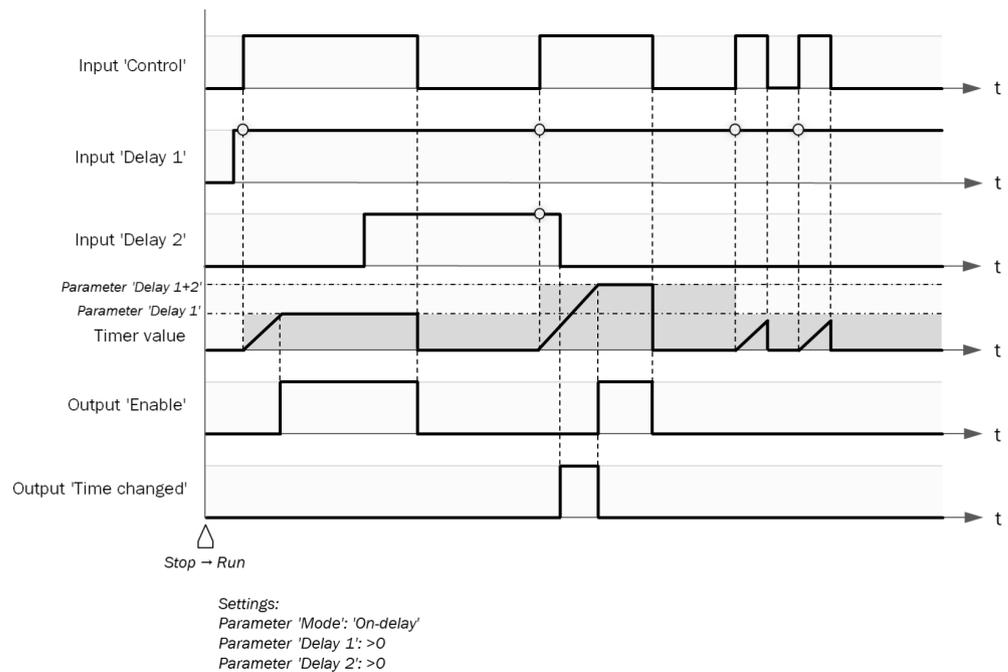 Input 'Control'
t
Input 'Delay 1'
t
Input 'Delay 2'
t
Parameter 'Delay 1+2'
Parameter 'Delay 1'
Timer value
t
Output 'Enable'
t
Output 'Time changed'
t
Stop → Run
Settings:
Parameter 'Mode': 'On-delay'
Parameter 'Delay 1': >0
Parameter 'Delay 2': >0